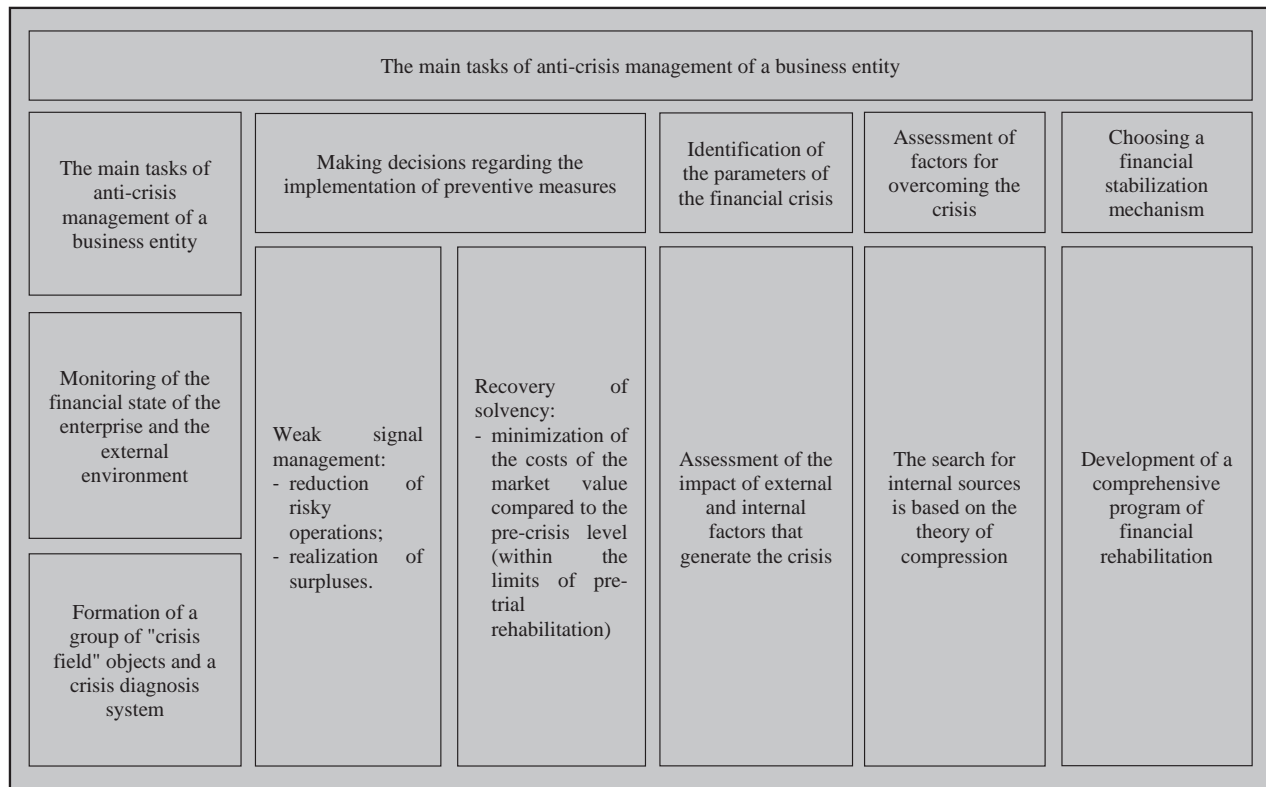 The main tasks of anti-crisis management of a business entity
The main tasks of
anti-crisis
management of a
business entity
Monitoring of the
financial state of the
enterprise and the
external
environment
Formation of a
group of "crisis
field" objects and a
crisis diagnosis
system
Making decisions regarding the
implementation of preventive measures
Weak signal
management:
- reduction of
risky
operations;
- realization of
surpluses.
Recovery of
solvency:
- minimization of
the costs of the
market value
compared to the
pre-crisis level
(within the
limits of pre-
trial
rehabilitation)
Identification of
the parameters of
the financial crisis
Assessment of the
impact of external
and internal
factors that
generate the crisis
Assessment of
factors for
overcoming the
crisis
The search for
internal sources
is based on the
theory of
compression
Choosing a
financial
stabilization
mechanism
Development of a
comprehensive
program of
financial
rehabilitation